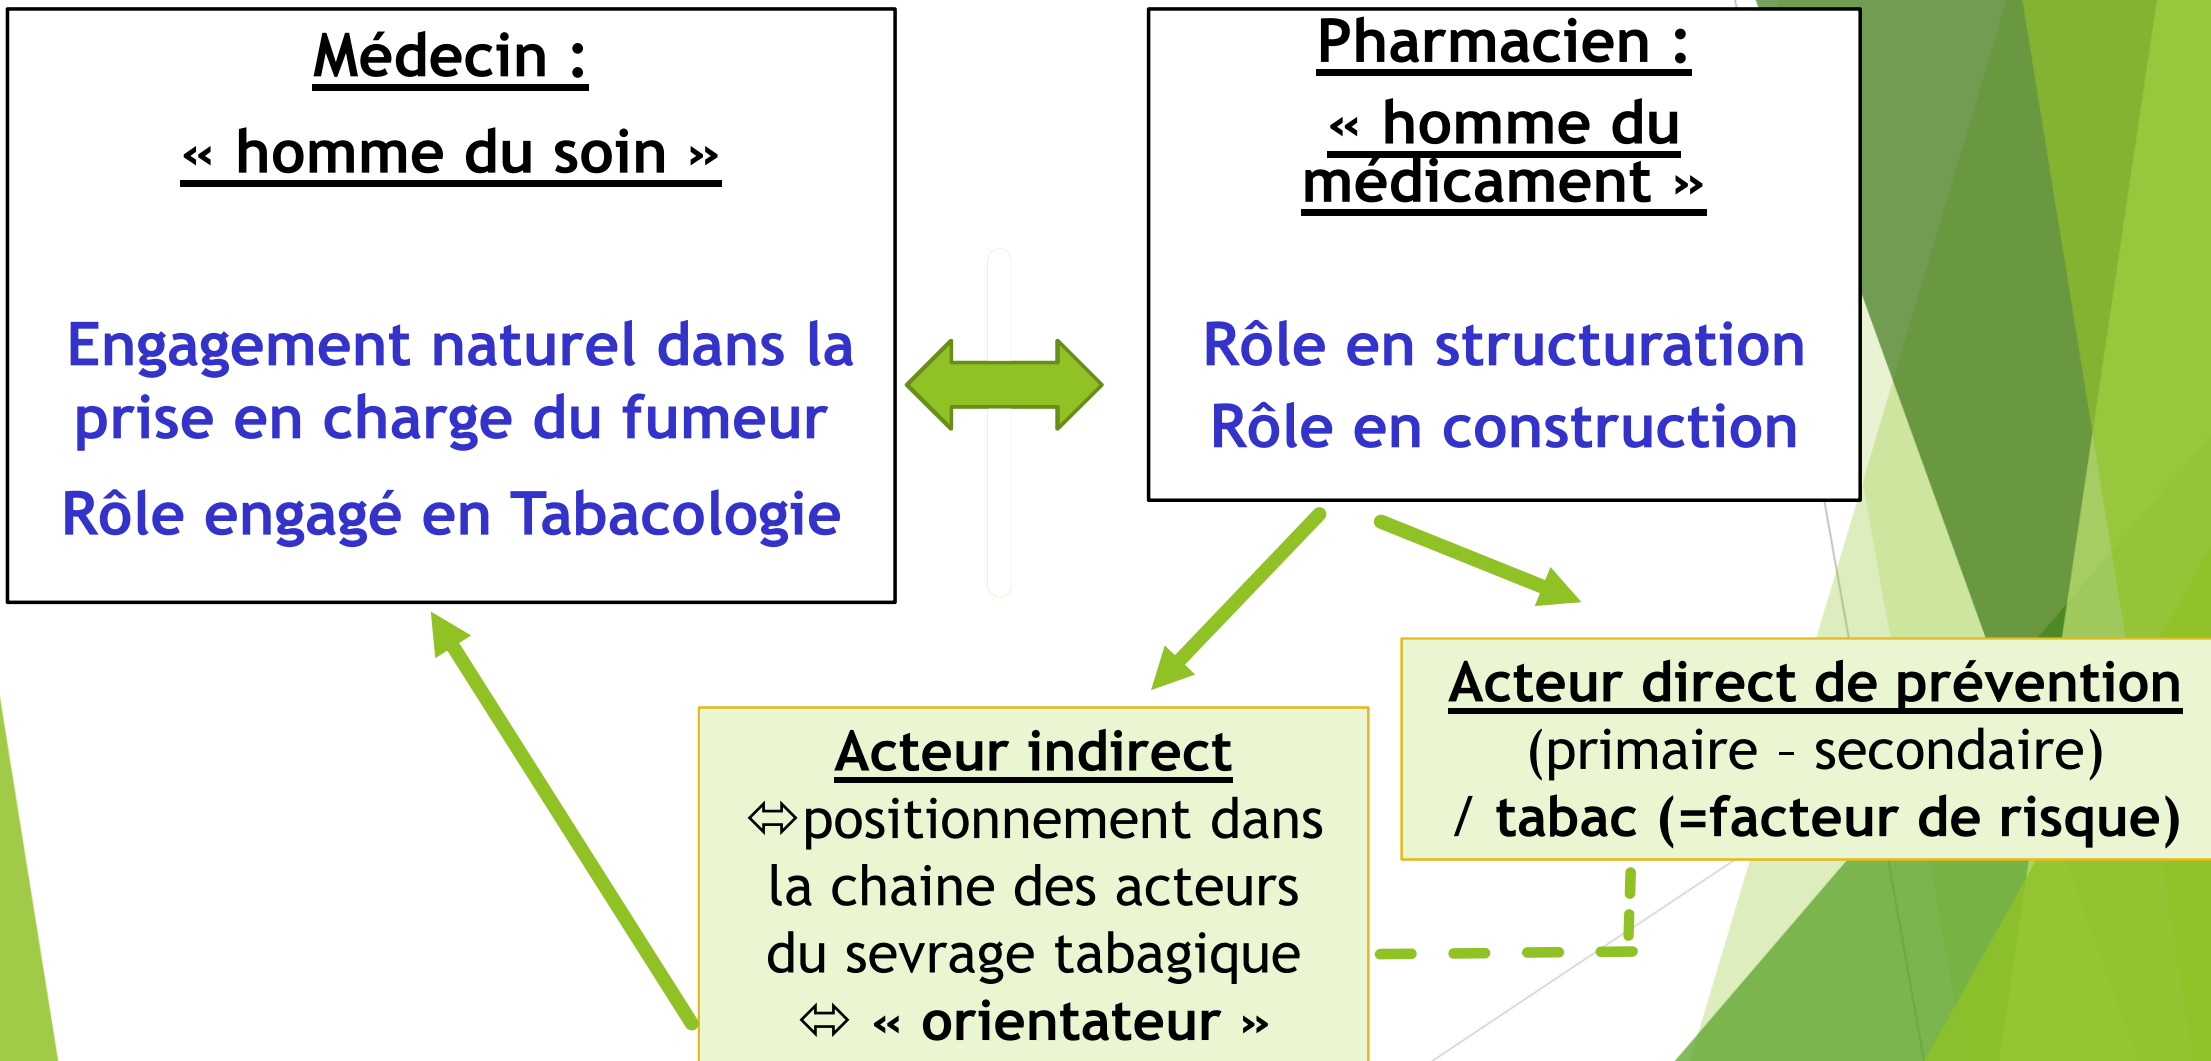 Médecin :
« homme du soin »
Engagement naturel dans la
prise en charge du fumeur
Rôle engagé en Tabacologie
Pharmacien :
« homme du
médicament »
Rôle en structuration
Rôle en construction
Acteur indirect
⇔positionnement dans
la chaine des acteurs
du sevrage tabagique
⇔ « orientateur »
Acteur direct de prévention
(primaire – secondaire)
/ tabac (=facteur de risque)